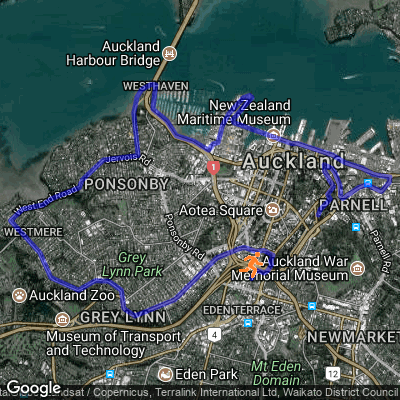 Auckland
Harbour Bridge
WESTHAVEN
New Zealand
Maritime Museum
Jervois Rd
1
Auckland
PONSONBY
West End Road
Aotea Square
PARNELL
WESTMERE
Ponsonby Rd
Parnell Rd
Grey
Lynn Park
Auckland War
Memorial Museum
Auckland Zoo
GREY LYNN
EDEN TERRACE
Museum of Transport
and Technology
4
NEWMARKET
Mt Eden
Domain
Eden Park
12
Google
Landsat / Copernicus, Terralink International Ltd, Waikato District Council